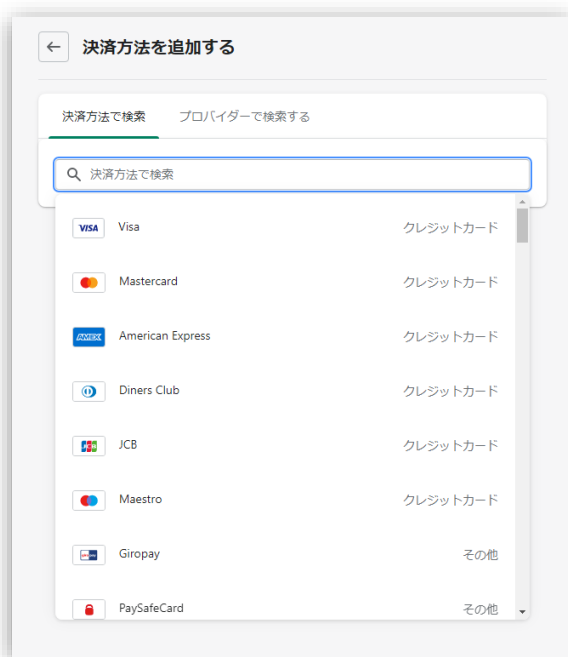 決済方法を追加する
決済方法で検索 プロバイダーで検索する
決済方法で検索
VISA Visa クレジットカード
Mastercard クレジットカード
AMEX American Express クレジットカード
Diners Club クレジットカード
JCB JCB クレジットカード
Maestro クレジットカード
Giropay その他
PaySafeCard その他